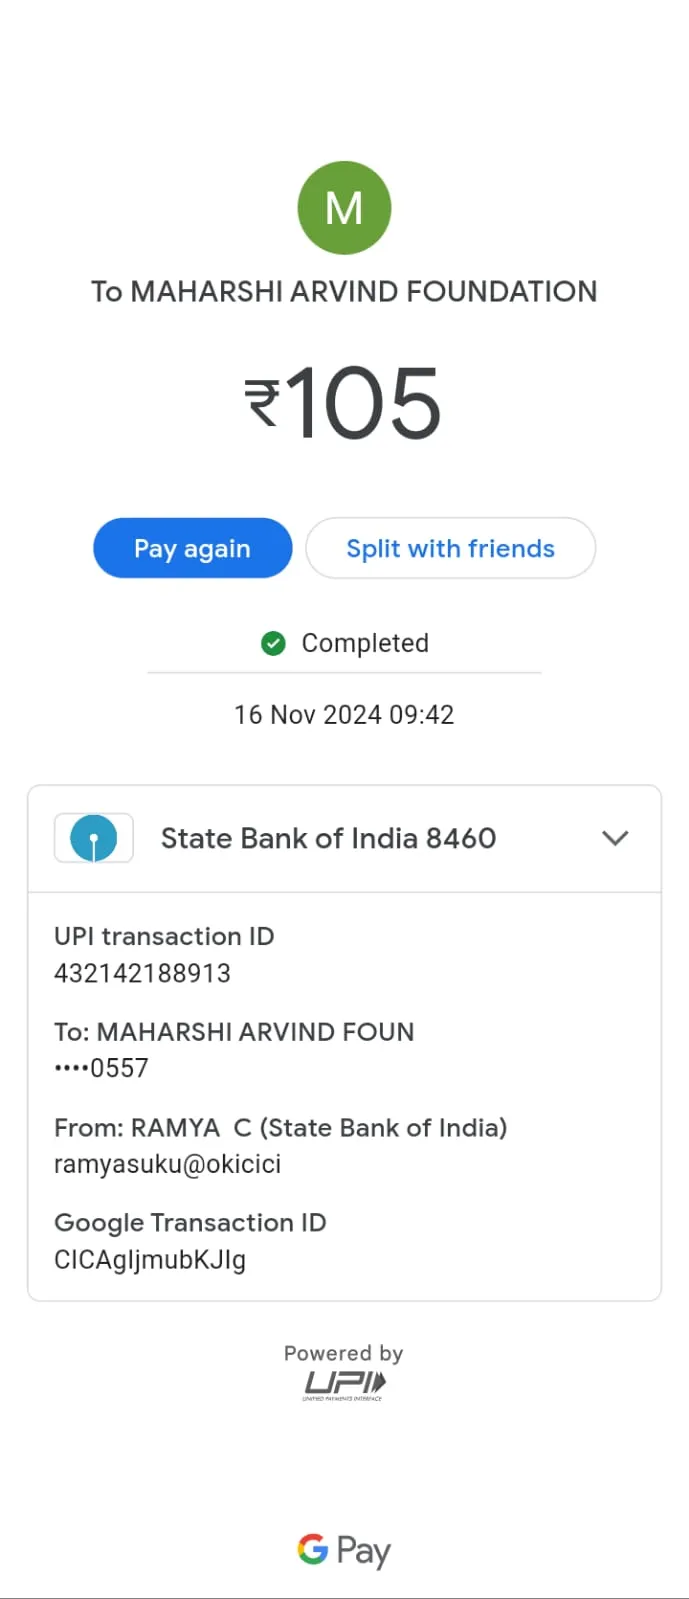 M
To MAHARSHI ARVIND FOUNDATION
₹105
Pay again
Split with friends
Completed
16 Nov 2024 09:42
State Bank of India 8460
UPI transaction ID
432142188913
To: MAHARSHI ARVIND FOUN
••••0557
From: RAMYA  C (State Bank of India)
ramyasuku@okicici
Google Transaction ID
CICAgIjmubKJIg
Powered by
UPI
UNIFIED PAYMENTS INTERFACE
G Pay